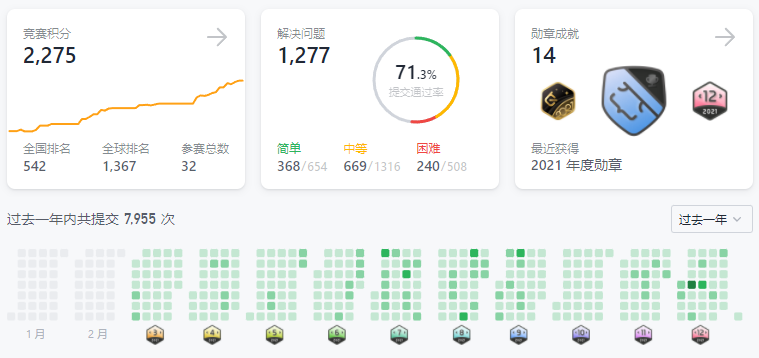 竞赛积分
2,275
全国排名 全球排名 参赛总数
542 1,367 32
解决问题
1,277
71.3%
提交通过率
简单 中等 困难
368/654 669/1316 240/508
勋章成就
14
12
2021
最近获得
2021 年度勋章
过去一年内共提交 7,955 次
过去一年
1 月 2 月 3 4 5 6 7 8 9 10 11 12